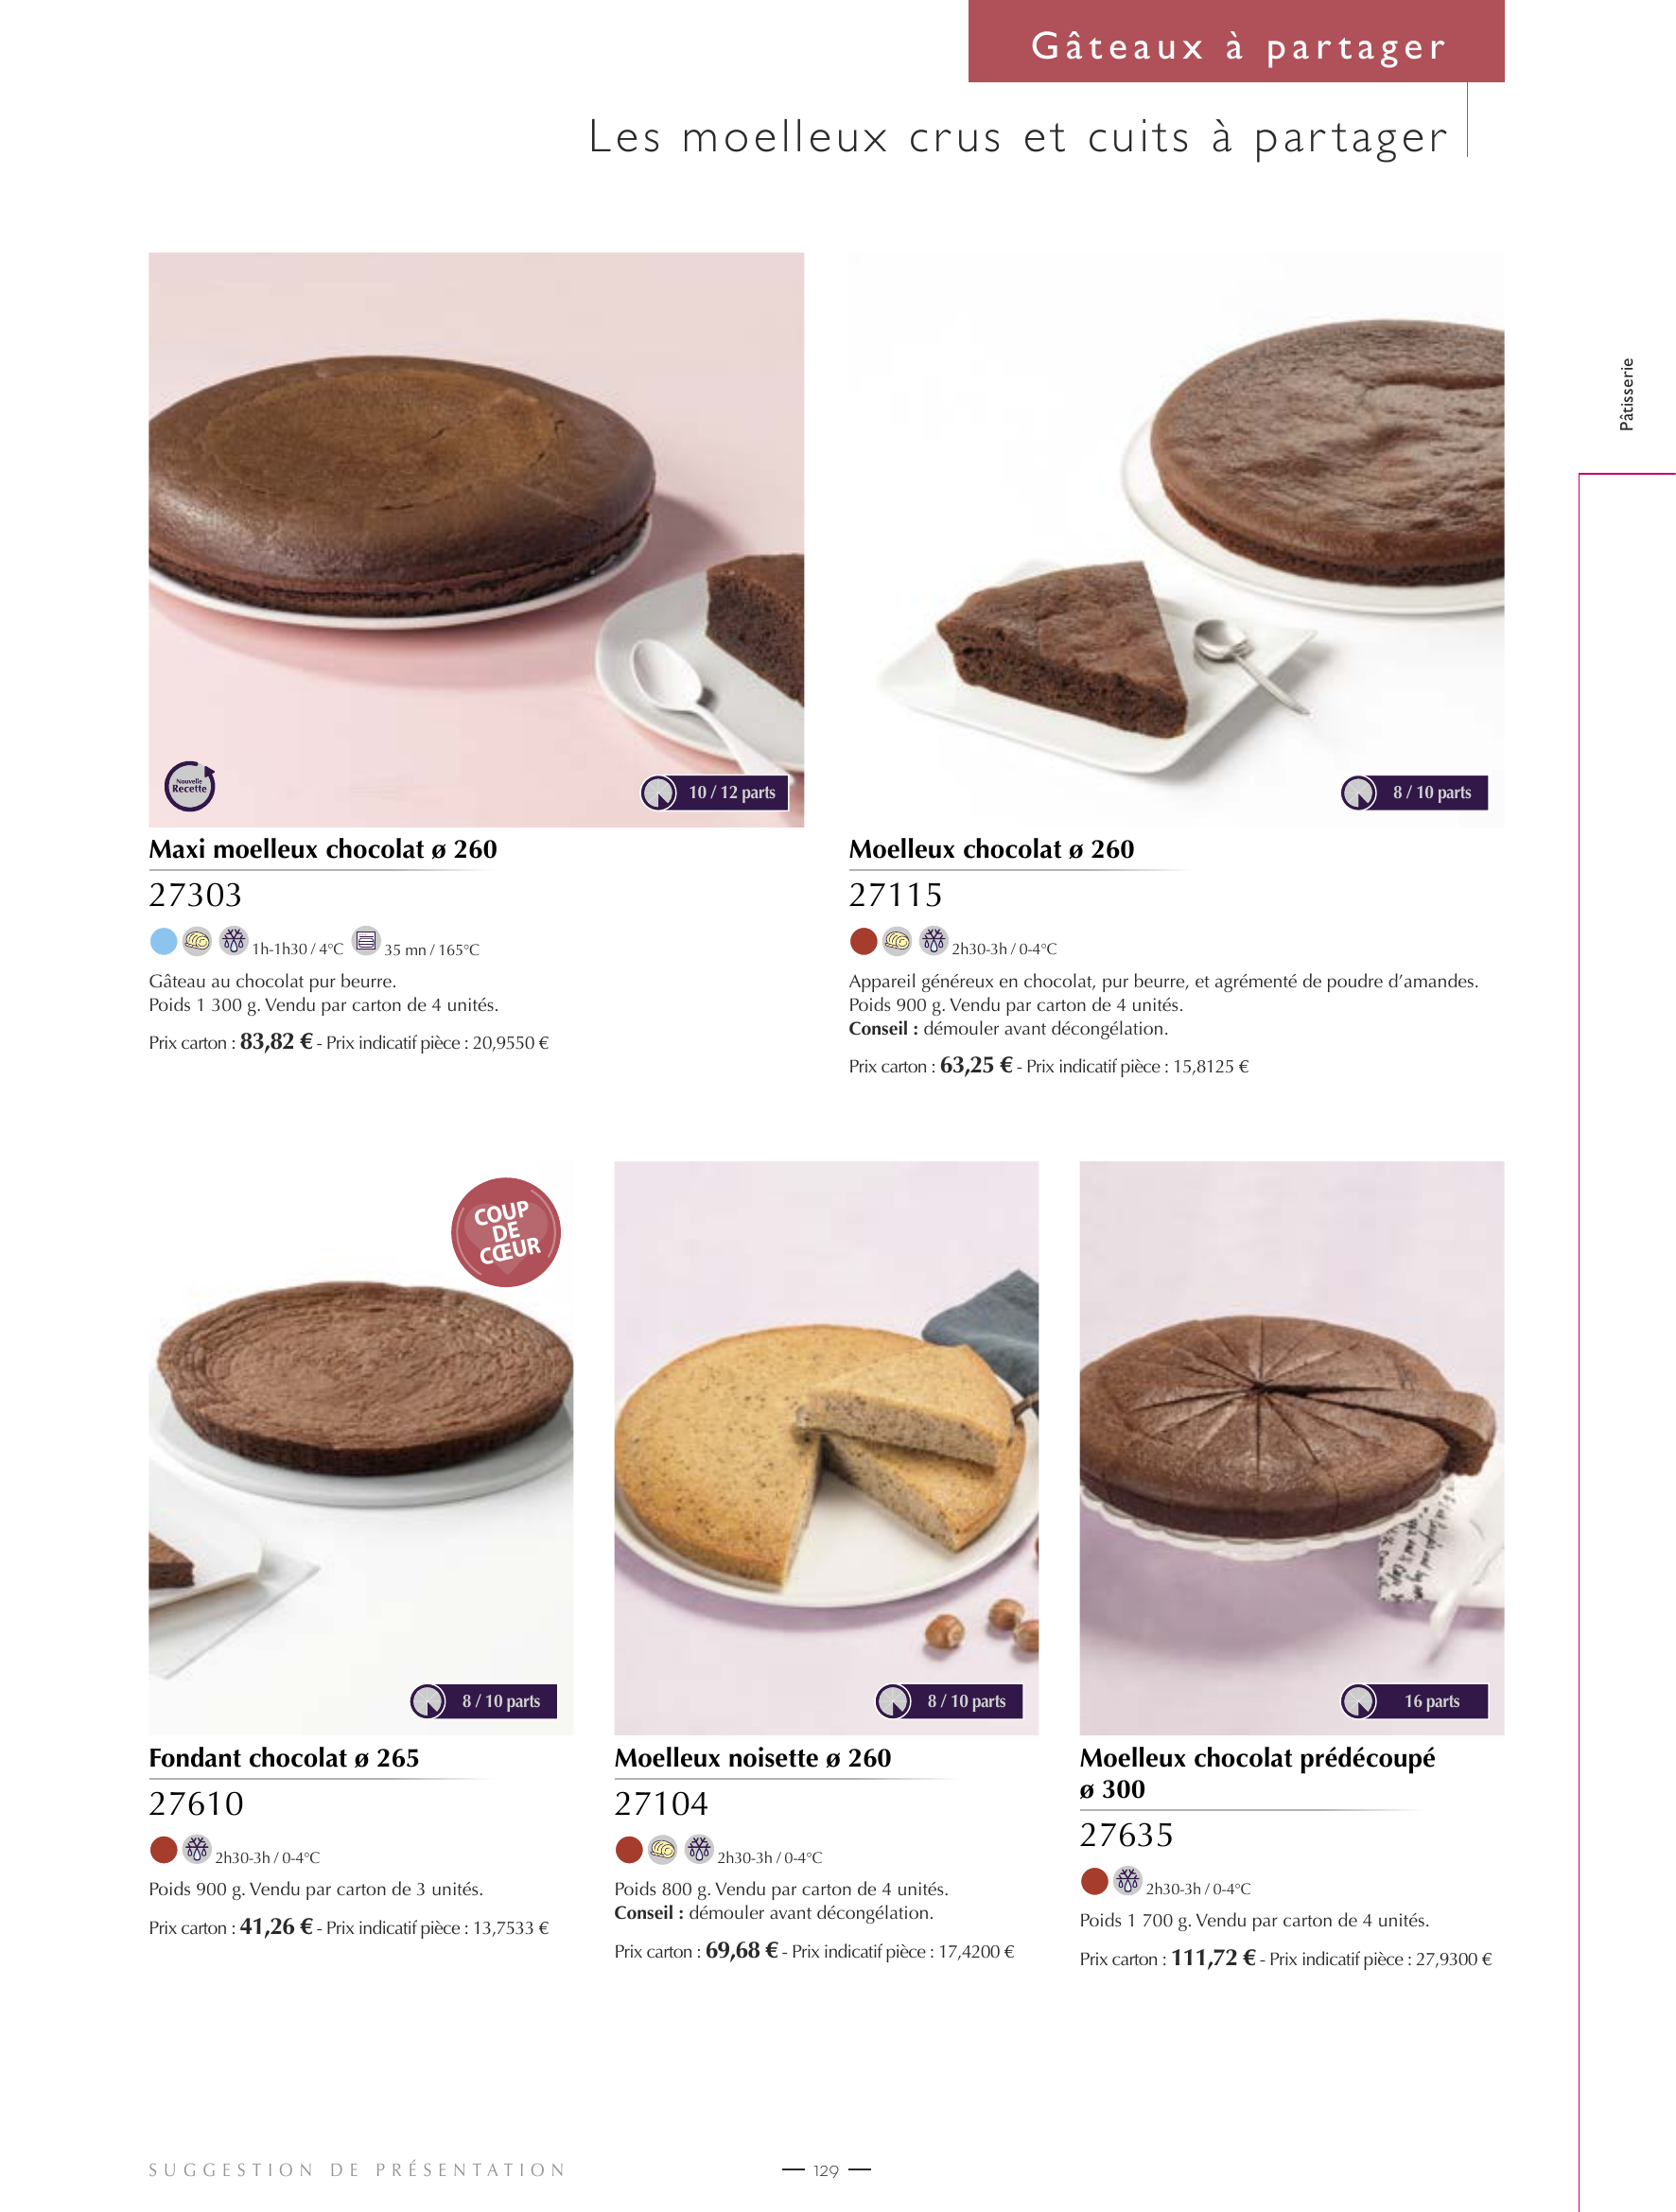 Gâteaux à partager
Les moelleux crus et cuits à partager
Pâtisserie
Nouvelle
Recette
10 / 12 parts
Maxi moelleux chocolat ø 260
27303
1h-1h30 / 4°C 35 mn / 165°C
Gâteau au chocolat pur beurre.
Poids 1 300 g. Vendu par carton de 4 unités.
Prix carton : 83,82 € - Prix indicatif pièce : 20,9550 €
8 / 10 parts
Moelleux chocolat ø 260
27115
2h30-3h / 0-4°C
Appareil généreux en chocolat, pur beurre, et agrémenté de poudre d’amandes.
Poids 900 g. Vendu par carton de 4 unités.
Conseil : démouler avant décongélation.
Prix carton : 63,25 € - Prix indicatif pièce : 15,8125 €
COUP
DE
CŒUR
8 / 10 parts
Fondant chocolat ø 265
27610
2h30-3h / 0-4°C
Poids 900 g. Vendu par carton de 3 unités.
Prix carton : 41,26 € - Prix indicatif pièce : 13,7533 €
8 / 10 parts
Moelleux noisette ø 260
27104
2h30-3h / 0-4°C
Poids 800 g. Vendu par carton de 4 unités.
Conseil : démouler avant décongélation.
Prix carton : 69,68 € - Prix indicatif pièce : 17,4200 €
16 parts
Moelleux chocolat prédécoupé
ø 300
27635
2h30-3h / 0-4°C
Poids 1 700 g. Vendu par carton de 4 unités.
Prix carton : 111,72 € - Prix indicatif pièce : 27,9300 €
SUGGESTION DE PRÉSENTATION
129